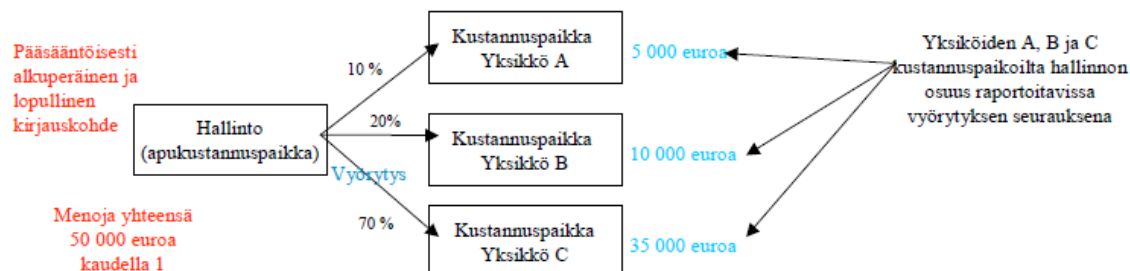 Pääsääntöisesti
alkuperäinen ja
lopullinen
kirjauskohde
Menoja yhteensä
50 000 euroa
kaudella 1
Hallinto
(apukustannuspaikka)
Vyörytys
10 %
20%
70 %
Kustannuspaikka
Yksikkö A
Kustannuspaikka
Yksikkö B
Kustannuspaikka
Yksikkö C
5 000 euroa
10 000 euroa
35 000 euroa
Yksiköiden A, B ja C
kustannuspaikoilta hallinnon
osuus raportoitavissa
vyörytyksen seurauksena